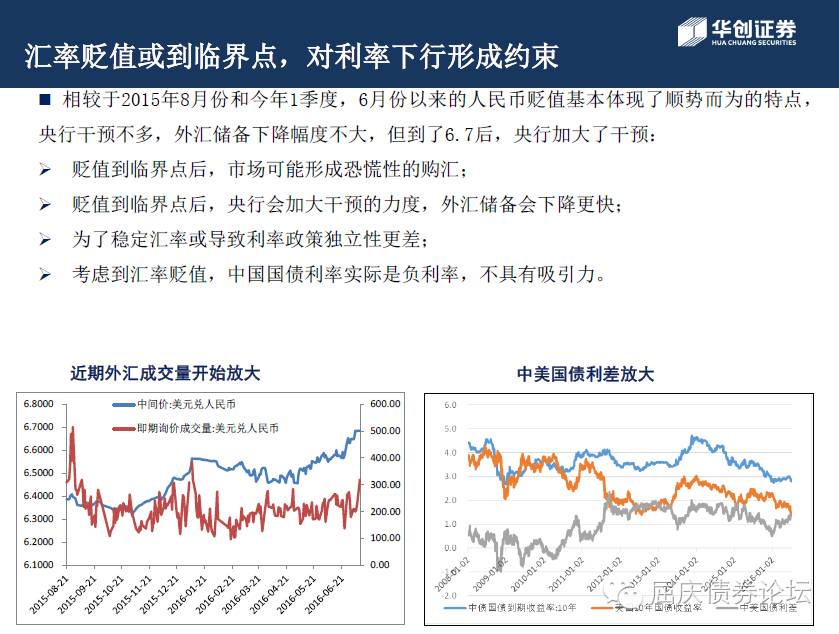 汇率贬值或到临界点，对利率下行形成约束
华创证券
HUA CHUANG SECURITIES
■ 相较于2015年8月份和今年1季度，6月份以来的人民币贬值基本体现了顺势而为的特点，
央行干预不多，外汇储备下降幅度不大，但到了6.7后，央行加大了干预：
➢ 贬值到临界点后，市场可能形成恐慌性的购汇；
➢ 贬值到临界点后，央行会加大干预的力度，外汇储备会下降更快；
➢ 为了稳定汇率或导致利率政策独立性更差；
➢ 考虑到汇率贬值，中国国债利率实际是负利率，不具有吸引力。
近期外汇成交量开始放大
中间价:美元兑人民币
即期询价成交量:美元兑人民币
6.8000
6.7000
6.6000
6.5000
6.4000
6.3000
6.2000
6.1000
600.00
500.00
400.00
300.00
200.00
100.00
0.00
2015-08-21
2015-09-21
2015-10-21
2015-11-21
2015-12-21
2016-01-21
2016-02-21
2016-03-21
2016-04-21
2016-05-21
2016-06-21
中美国债利差放大
6.0
5.0
4.0
3.0
2.0
1.0
0.0
-1.0
-2.0
2008-01-02
2009-01-02
2010-01-02
2011-01-02
2012-01-02
2013-01-02
2014-01-02
2015-01-02
2016-01-02
中债国债到期收益率:10年
美国10年国债收益率
中美国债利差
屈庆债券论坛